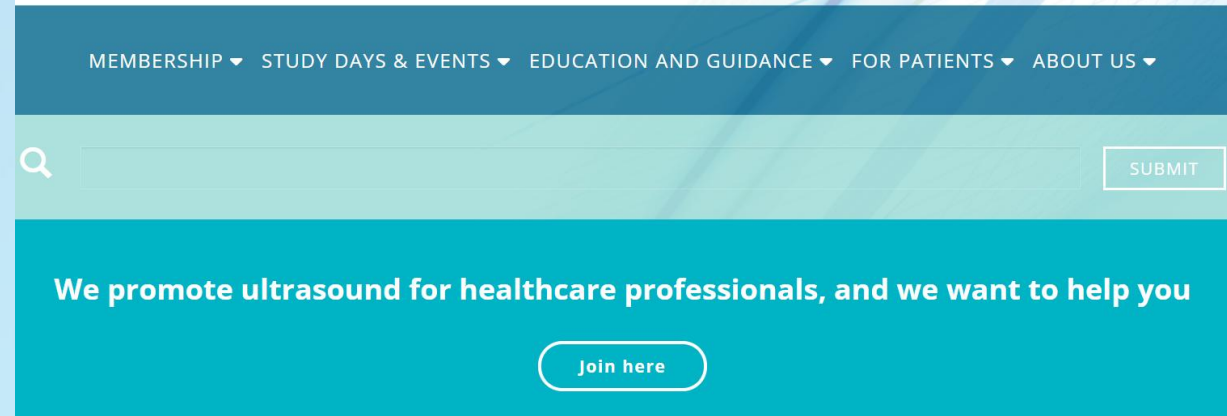 MEMBERSHIP STUDY DAYS & EVENTS EDUCATION AND GUIDANCE FOR PATIENTS ABOUT US
SUBMIT
We promote ultrasound for healthcare professionals, and we want to help you
Join here